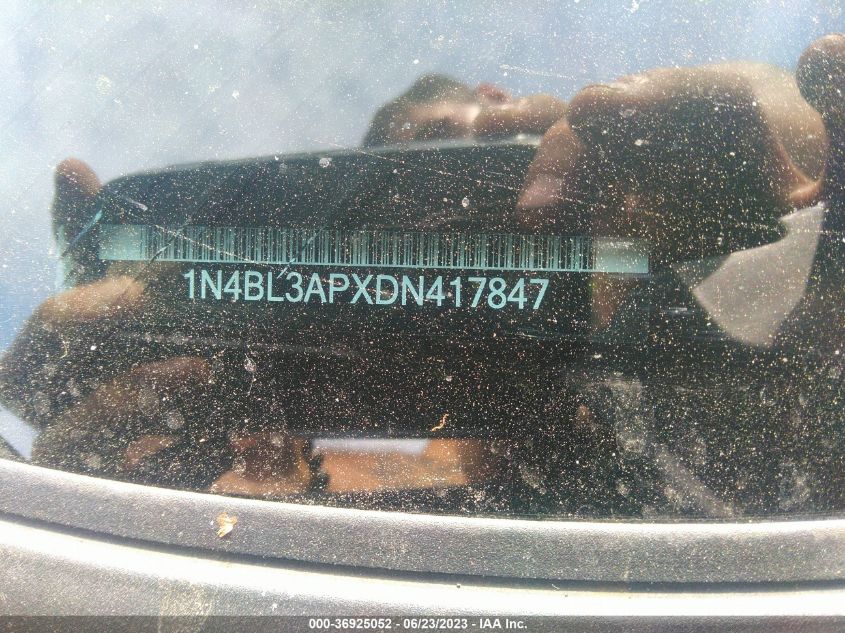 1N4BL3APXDN417847
000-36925052 - 06/23/2023 - IAA Inc.